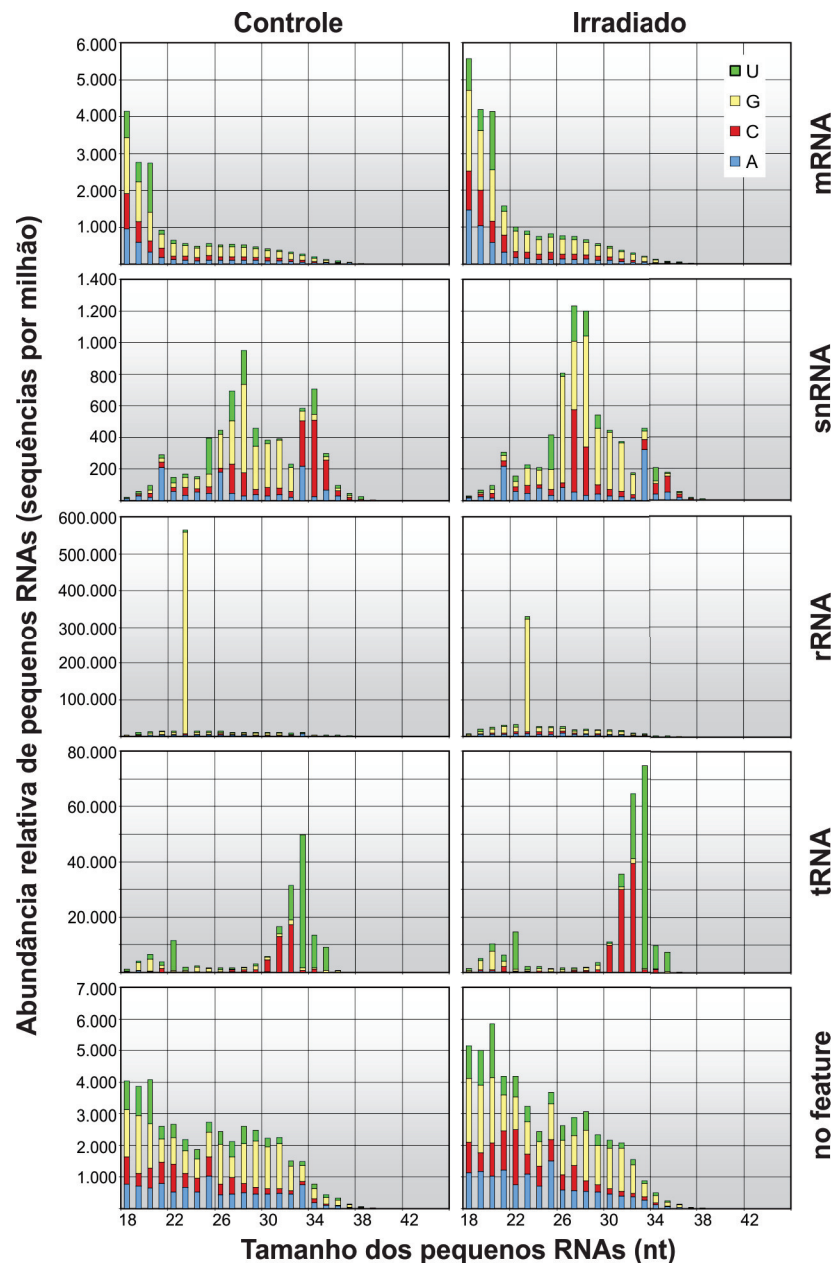 Controle
Irradiado
Abundância relativa de pequenos RNAs (sequências por milhão)
6.000
5.000
4.000
3.000
2.000
1.000
U
G
C
A
mRNA
1.400
1.200
1.000
800
600
400
200
snRNA
600.000
500.000
400.000
300.000
200.000
100.000
rRNA
80.000
60.000
40.000
20.000
tRNA
7.000
6.000
5.000
4.000
3.000
2.000
1.000
no feature
18 22 26 30 34 38 42
18 22 26 30 34 38 42
Tamanho dos pequenos RNAs (nt)